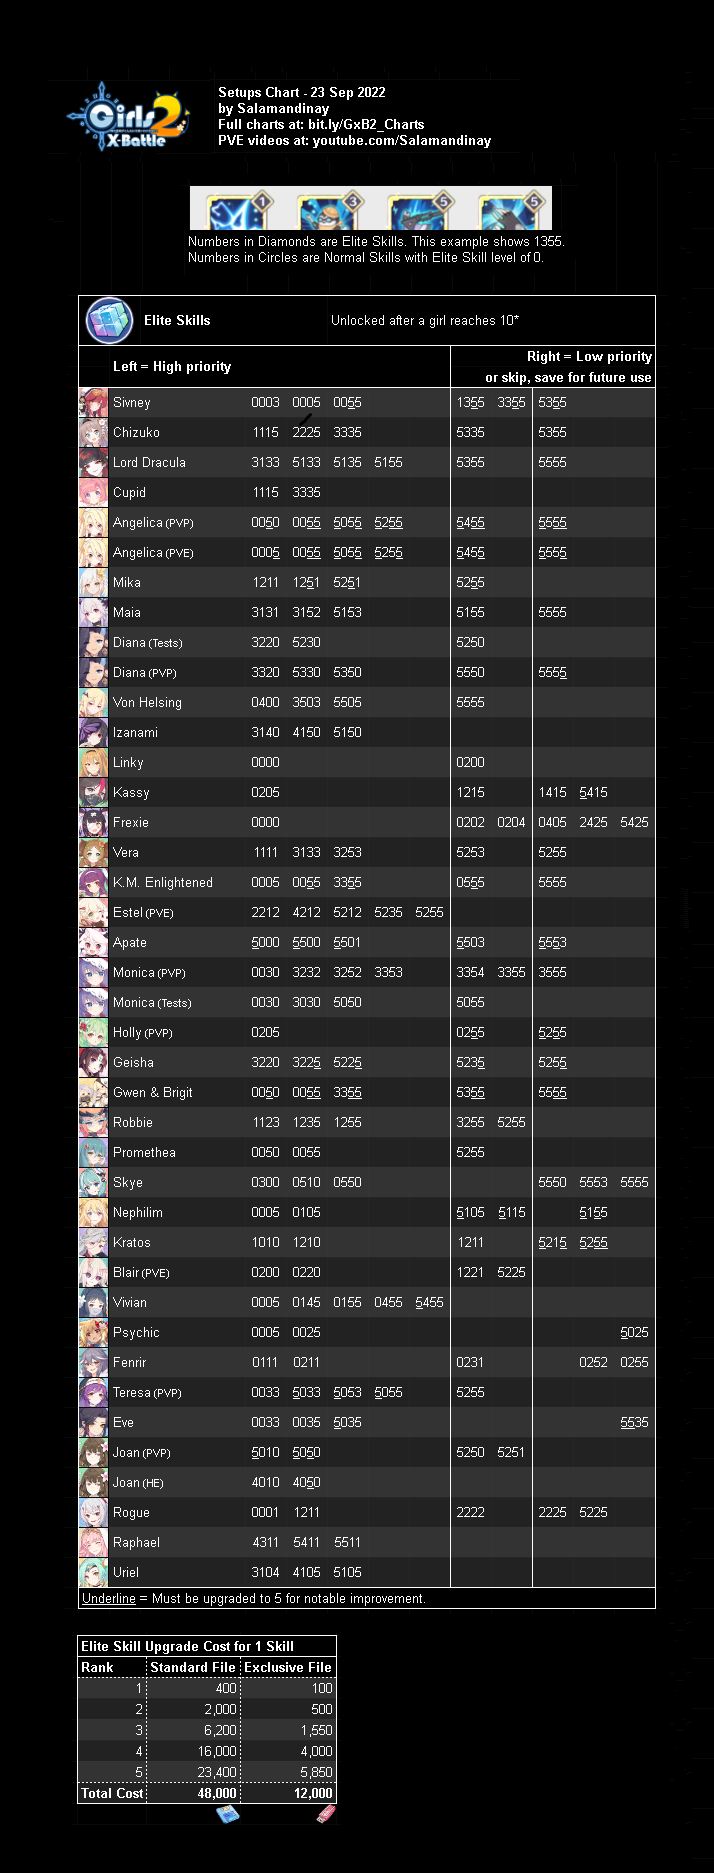 Girls 2
X-Battle
Setups Chart - 23 Sep 2022
by Salamandinay
Full charts at: bit.ly/GxB2_Charts
PVE videos at: youtube.com/Salamandinay
1 3 5 5
Numbers in Diamonds are Elite Skills. This example shows 1355.
Numbers in Circles are Normal Skills with Elite Skill level of 0.
Elite Skills Unlocked after a girl reaches 10*
Left = High priority
Right = Low priority
or skip, save for future use
Sivney 0003 0005 0055 1355 3355 5355
Chizuko 1115 2225 3335 5335 5355
Lord Dracula 3133 5133 5135 5155 5355 5555
Cupid 1115 3335
Angelica (PVP) 0050 0055 5055 5255 5455 5555
Angelica (PVE) 0005 0055 5055 5255 5455 5555
Mika 1211 1251 5251 5255
Maia 3131 3152 5153 5155 5555
Diana (Tests) 3220 5230 5250
Diana (PVP) 3320 5330 5350 5550 5555
Von Helsing 0400 3503 5505 5555
Izanami 3140 4150 5150
Linky 0000 0200
Kassy 0205 1215 1415 5415
Frexie 0000 0202 0204 0405 2425 5425
Vera 1111 3133 3253 5253 5255
K.M. Enlightened 0005 0055 3355 0555 5555
Estel (PVE) 2212 4212 5212 5235 5255
Apate 5000 5500 5501 5503 5553
Monica (PVP) 0030 3232 3252 3353 3354 3355 3555
Monica (Tests) 0030 3030 5050 5055
Holly (PVP) 0205 0255 5255
Geisha 3220 3225 5225 5235 5255
Gwen & Brigit 0050 0055 3355 5355 5555
Robbie 1123 1235 1255 3255 5255
Promethea 0050 0055 5255
Skye 0300 0510 0550 5550 5553 5555
Nephilim 0005 0105 5105 5115 5155
Kratos 1010 1210 1211 5215 5255
Blair (PVE) 0200 0220 1221 5225
Vivian 0005 0145 0155 0455 5455
Psychic 0005 0025 5025
Fenrir 0111 0211 0231 0252 0255
Teresa (PVP) 0033 5033 5053 5055 5255
Eve 0033 0035 5035 5535
Joan (PVP) 5010 5050 5250 5251
Joan (HE) 4010 4050
Rogue 0001 1211 2222 2225 5225
Raphael 4311 5411 5511
Uriel 3104 4105 5105
Underline = Must be upgraded to 5 for notable improvement.
Elite Skill Upgrade Cost for 1 Skill
Rank Standard File Exclusive File
1 400 100
2 2,000 500
3 6,200 1,550
4 16,000 4,000
5 23,400 5,850
Total Cost 48,000 12,000